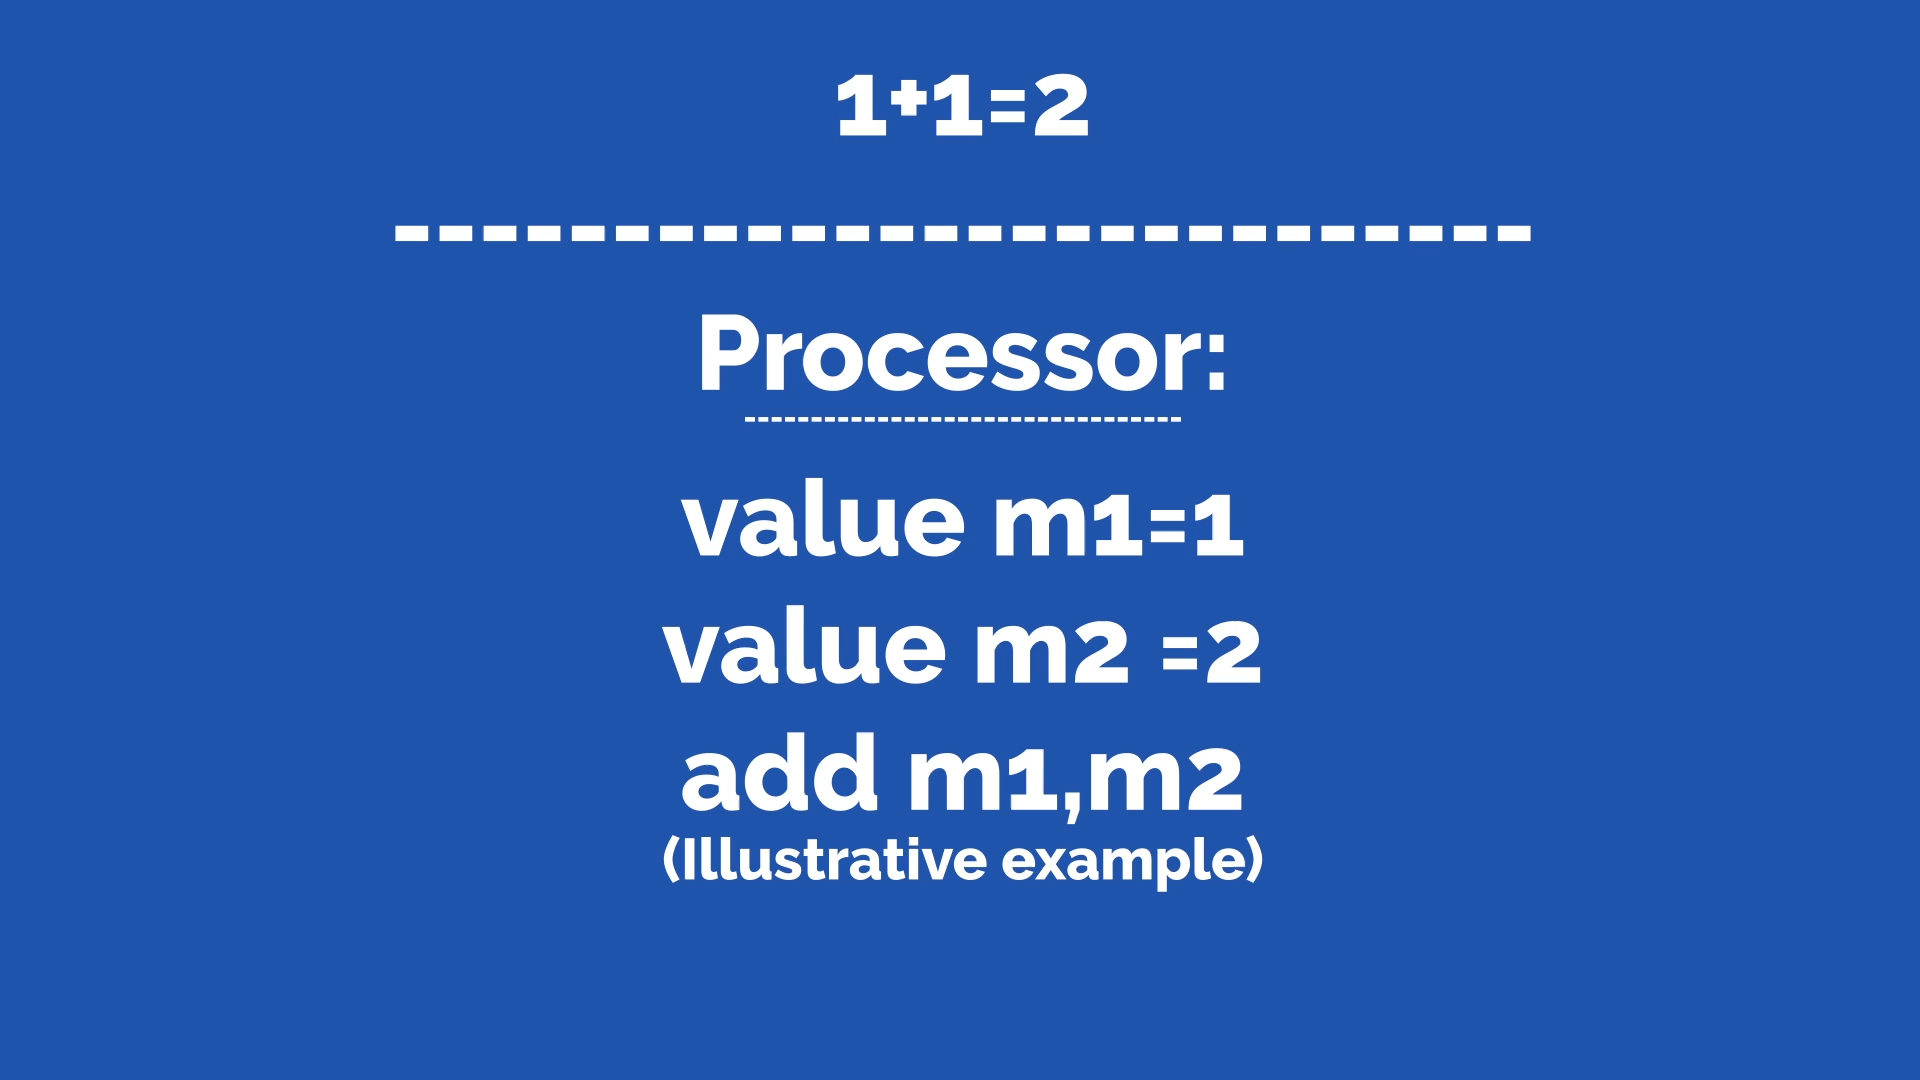 1+1=2
--------------------------
Processor:
---------------------------------
value m1=1
value m2 =2
add m1,m2
(Illustrative example)